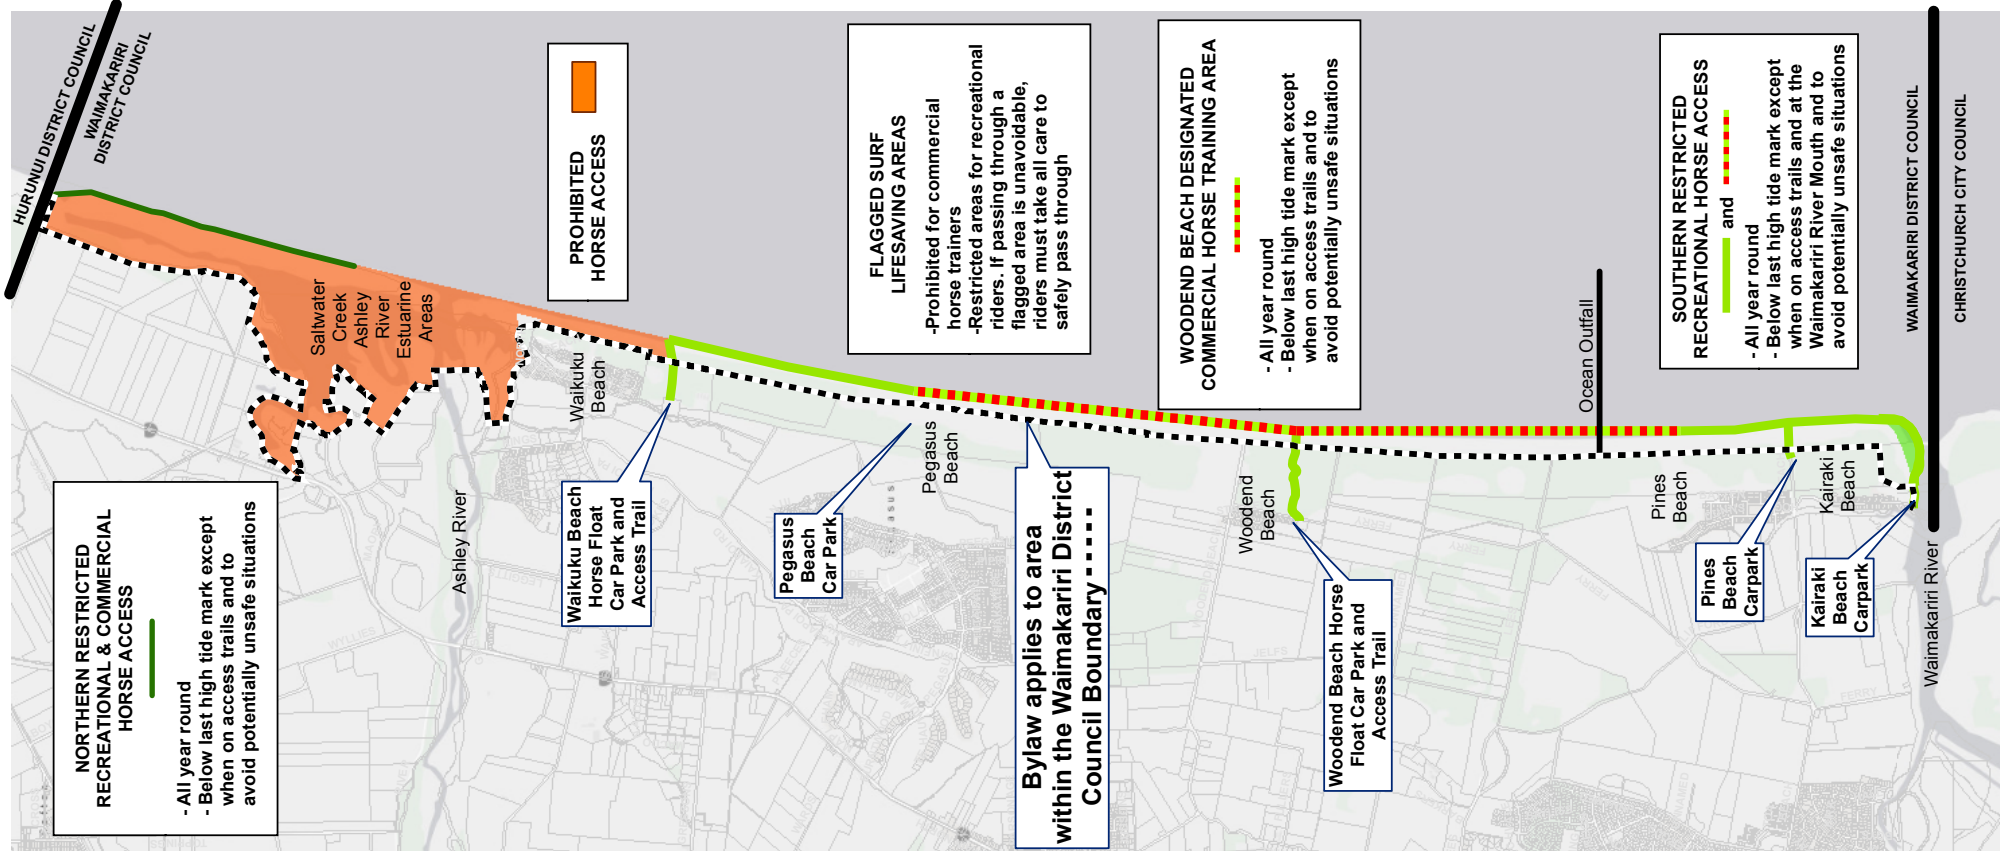 HURUNUI DISTRICT COUNCIL
WAIMAKARIRI
DISTRICT COUNCIL
NORTHERN RESTRICTED
RECREATIONAL & COMMERCIAL
HORSE ACCESS
- All year round
- Below last high tide mark except
when on access trails and to
avoid potentially unsafe situations
Saltwater
Creek
Ashley
River
Estuarine
Areas
Ashley River
PROHIBITED
HORSE ACCESS
Waikuku
Beach
Waikuku Beach
Horse Float
Car Park and
Access Trail
Pegasus
Beach
Car Park
FLAGGED SURF
LIFESAVING AREAS
-Prohibited for commercial
horse trainers
-Restricted areas for recreational
riders. If passing through a
flagged area is unavoidable,
riders must take all care to
safely pass through
Pegasus
Beach
Bylaw applies to area
within the Waimakariri District
Council Boundary
WOODEND BEACH DESIGNATED
COMMERCIAL HORSE TRAINING AREA
- All year round
- Below last high tide mark except
when on access trails and to
avoid potentially unsafe situations
Woodend
Beach
Woodend Beach Horse
Float Car Park and
Access Trail
JELFS
Ocean Outfall
SOUTHERN RESTRICTED
RECREATIONAL HORSE ACCESS
and
- All year round
- Below last high tide mark except
when on access trails and at the
Waimakariri River Mouth and to
avoid potentially unsafe situations
Pines
Beach
Pines
Beach
Carpark
Kairaki
Beach
Kairaki
Beach
Carpark
FERRY
WAIMAKARIRI DISTRICT COUNCIL
CHRISTCHURCH CITY COUNCIL
Waimakariri River